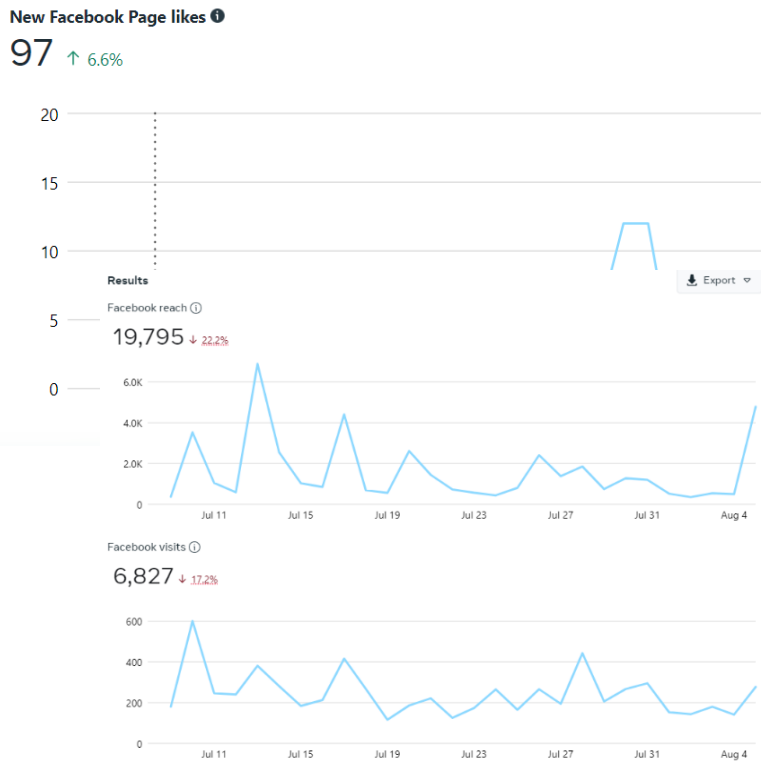 New Facebook Page likes
97 ↑ 6.6%
20
15
10
5
0
Results
Export
Facebook reach
19,795 ↓ 22.2%
6.0K
4.0K
2.0K
0
Jul 11 Jul 15 Jul 19 Jul 23 Jul 27 Jul 31 Aug 4
Facebook visits
6,827 ↓ 17.2%
600
400
200
0
Jul 11 Jul 15 Jul 19 Jul 23 Jul 27 Jul 31 Aug 4